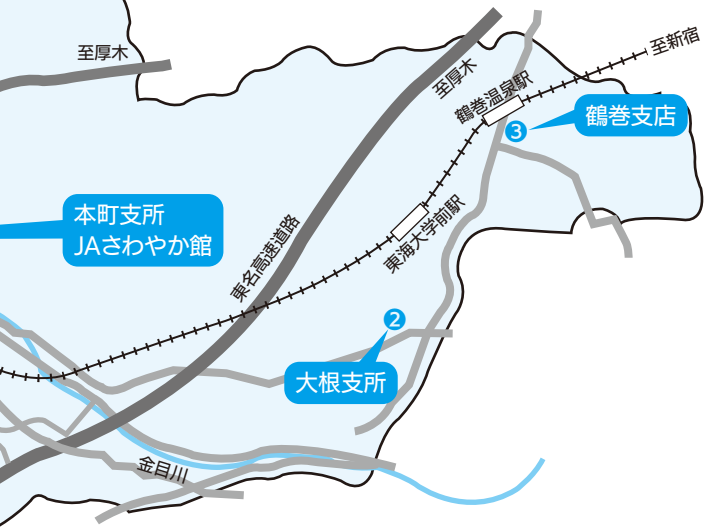 至厚木
至厚木
至新宿
鶴巻温泉駅
❸
鶴巻支店
本町支所
JAさわやか館
東海大学前駅
東名高速道路
❷
大根支所
金目川